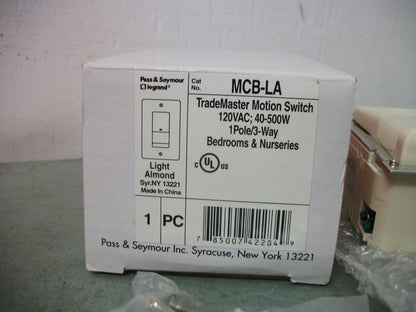 Pass & Seymour
legrand®
Cat
No.
MCB-LA
TradeMaster Motion Switch
120VAC; 40-500W
1Pole/3-Way
Bedrooms & Nurseries
Light
Almond
Syr.NY 13221
Made in China
C UL US
1 PC
7 85007 42284 9
Pass & Seymour Inc. Syracuse, New York 13221